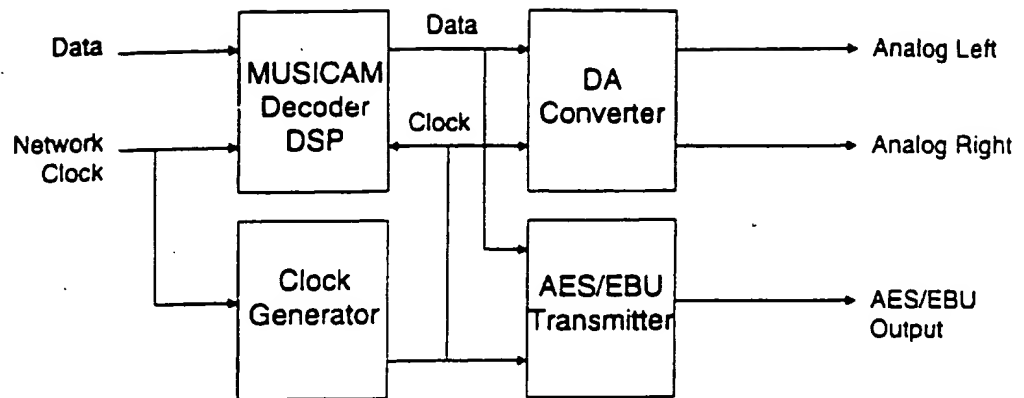 Data
Network
Clock
MUSICAM
Decoder
DSP
Data
Clock
DA
Converter
Analog Left
Analog Right
Clock
Generator
AES/EBU
Transmitter
AES/EBU
Output